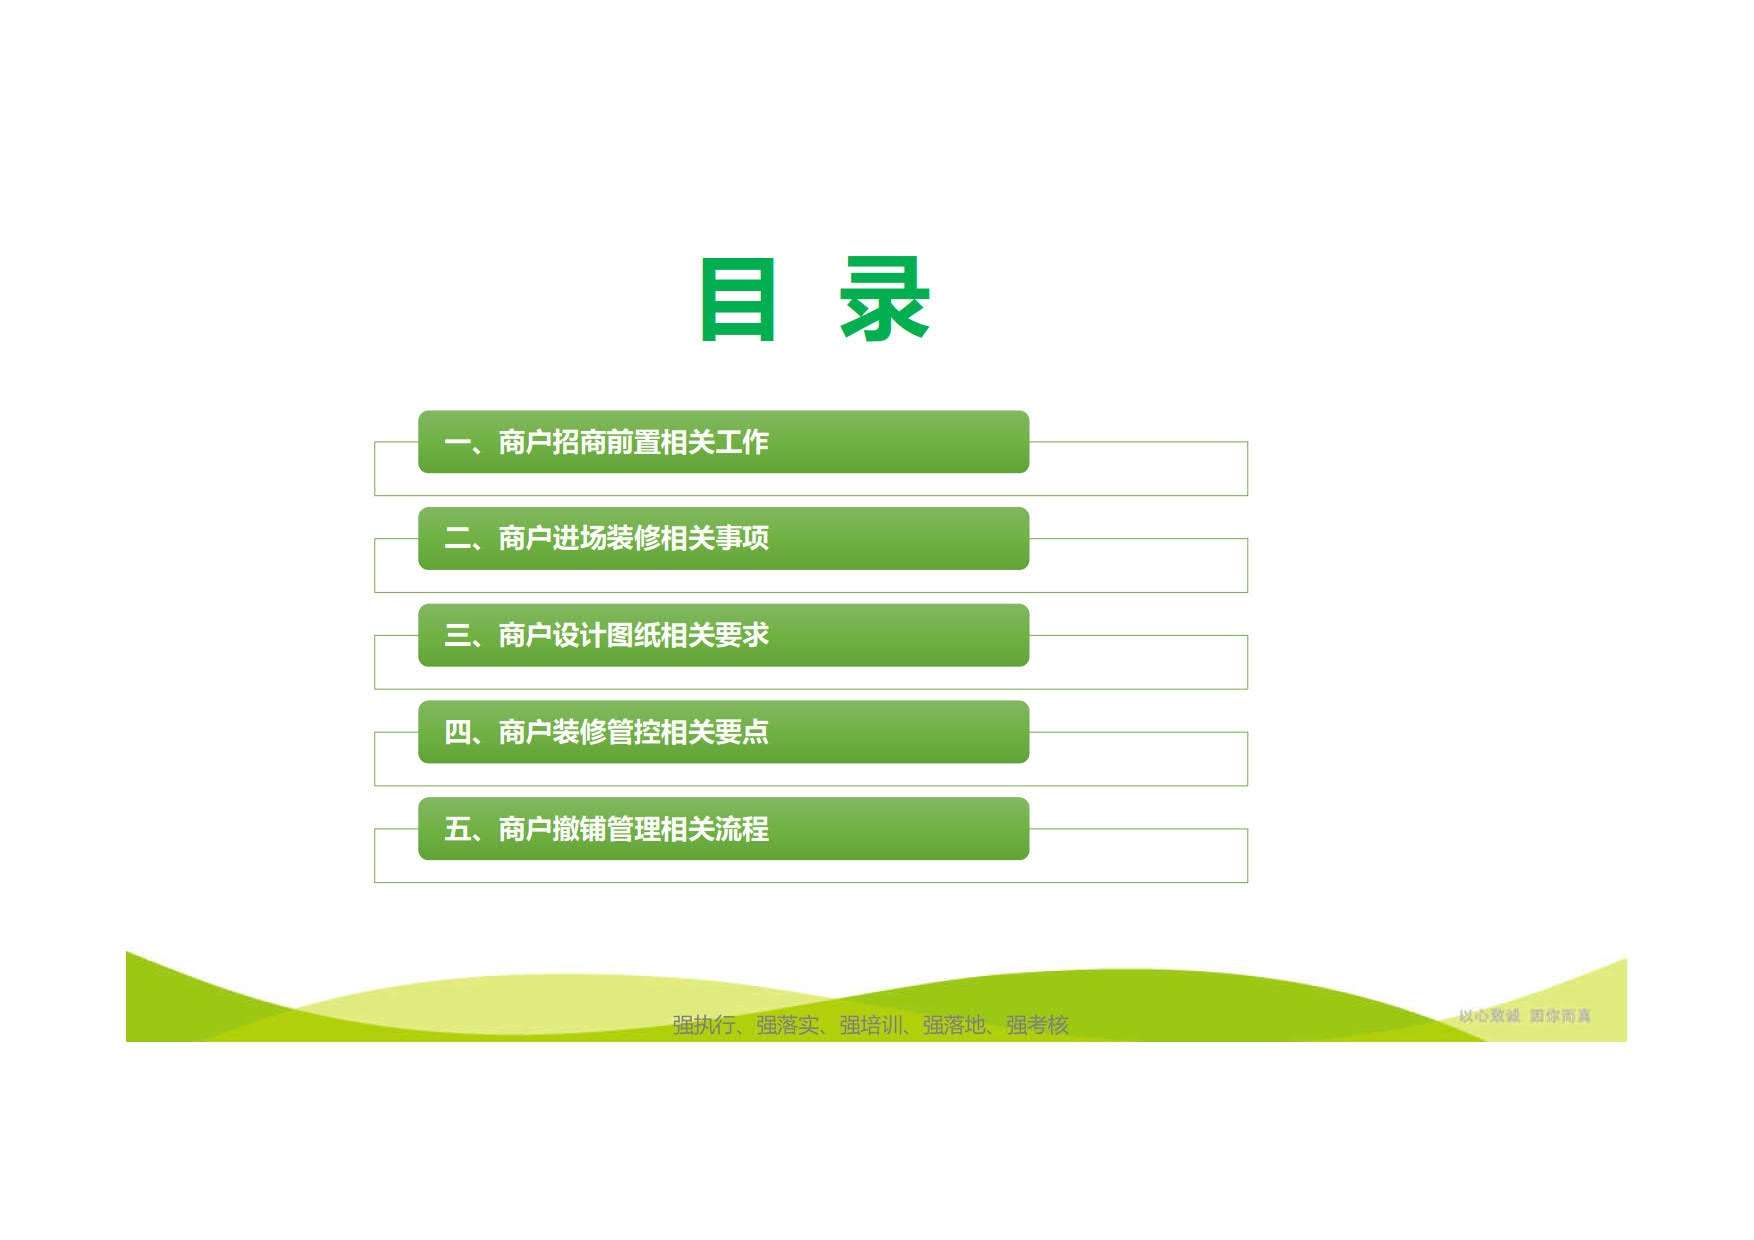 目 录
一、商户招商前置相关工作
二、商户进场装修相关事项
三、商户设计图纸相关要求
四、商户装修管控相关要点
五、商户撤铺管理相关流程
强执行、强落实、强培训、强落地、强考核
以心致诚 因你而真